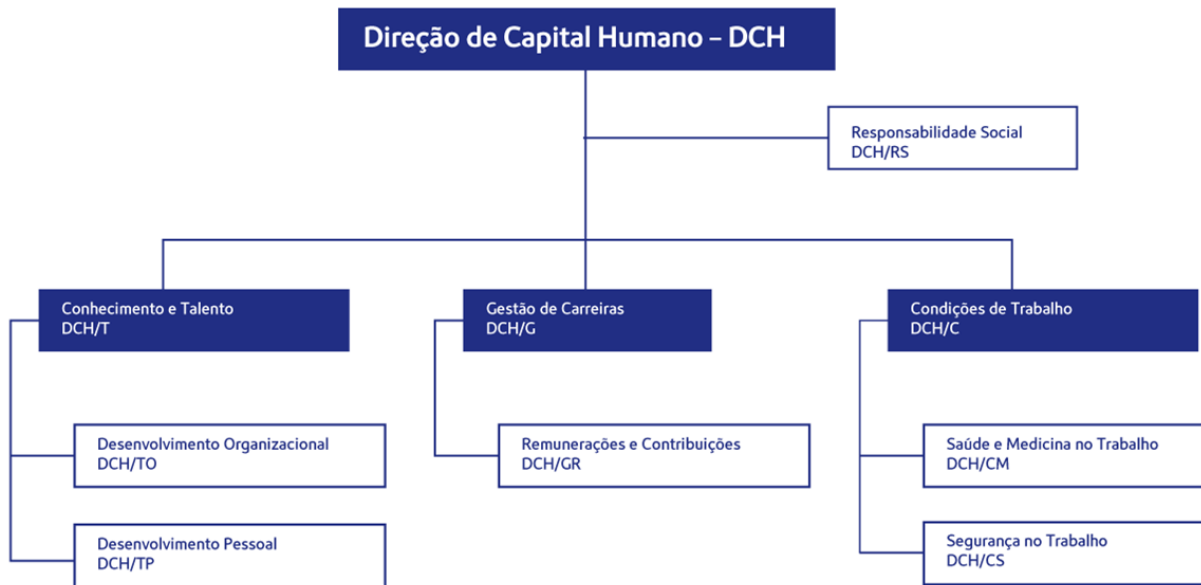 Direção de Capital Humano – DCH
Responsabilidade Social
DCH/RS
Conhecimento e Talento
DCH/T
Gestão de Carreiras
DCH/G
Condições de Trabalho
DCH/C
Desenvolvimento Organizacional
DCH/TO
Remunerações e Contribuições
DCH/GR
Saúde e Medicina no Trabalho
DCH/CM
Desenvolvimento Pessoal
DCH/TP
Segurança no Trabalho
DCH/CS